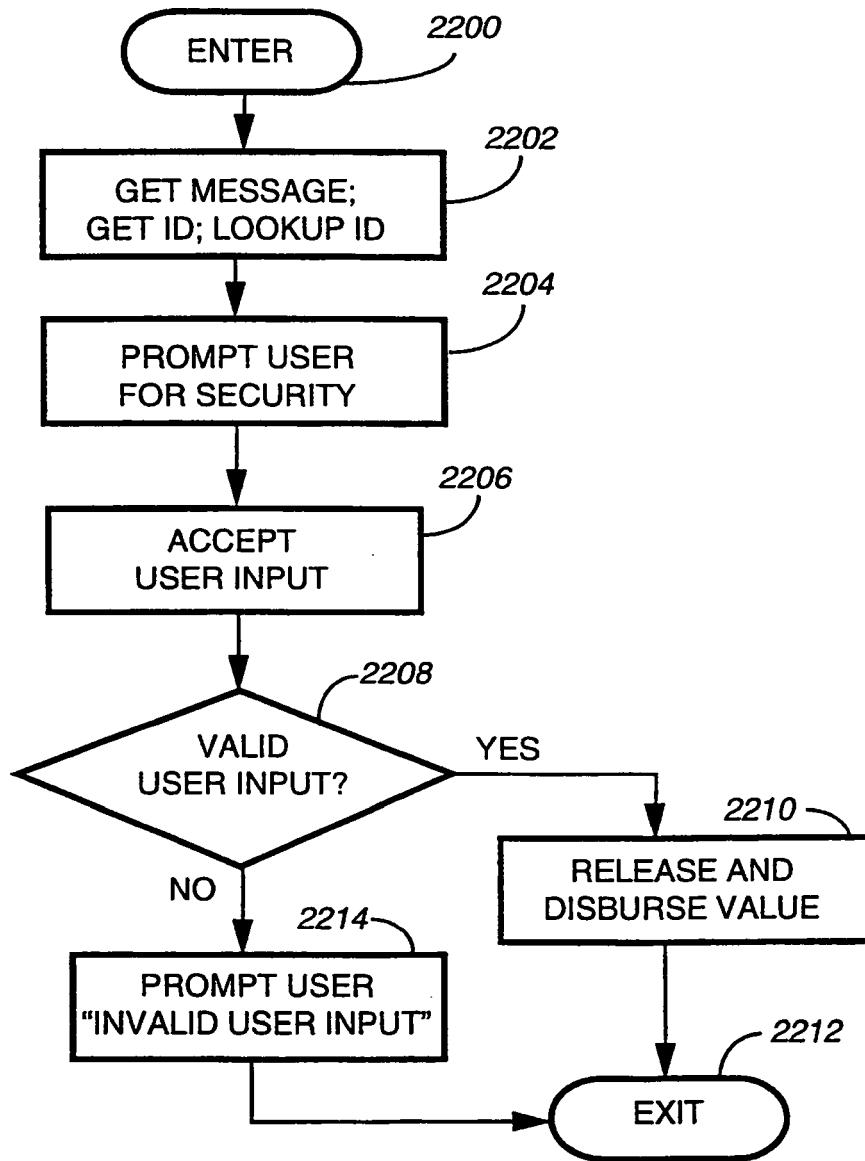 ENTER
2200
2202
GET MESSAGE;
GET ID; LOOKUP ID
2204
PROMPT USER
FOR SECURITY
2206
ACCEPT
USER INPUT
2208
VALID
USER INPUT?
YES
NO
2210
RELEASE AND
DISBURSE VALUE
2214
PROMPT USER
“INVALID USER INPUT”
2212
EXIT